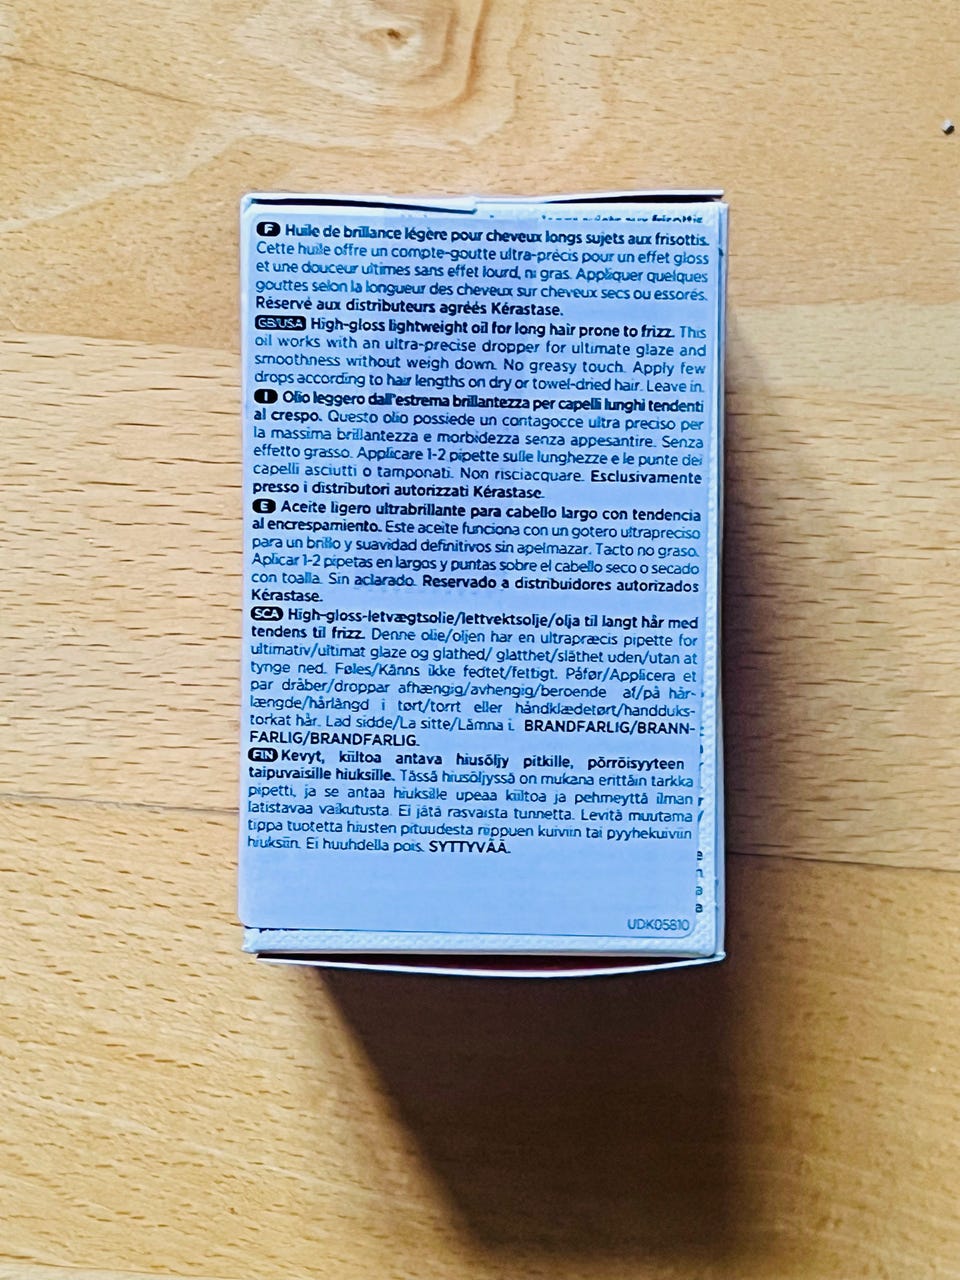 F Huile de brillance légère pour cheveux longs sujets aux frisottis.
Cette huile offre un compte-goutte ultra-précis pour un effet gloss
et une douceur ultimes sans effet lourd, ni gras. Appliquer quelques
gouttes selon la longueur des cheveux sur cheveux secs ou essorés.
Réservé aux distributeurs agréés Kérastase.
GB/USA High-gloss lightweight oil for long hair prone to frizz. This
oil works with an ultra-precise dropper for ultimate glaze and
smoothness without weigh down. No greasy touch. Apply few
drops according to hair lengths on dry or towel-dried hair. Leave in.
I Olio leggero dall'estrema brillantezza per capelli lunghi tendenti
al crespo. Questo olio possiede un contagocce ultra preciso per
la massima brillantezza e morbidezza senza appesantire. Senza
effetto grasso. Applicare 1-2 pipette sulle lunghezze e le punte dei
capelli asciutti o tamponati. Non risciacquare. Esclusivamente
presso i distributori autorizzati Kérastase.
E Aceite ligero ultrabrillante para cabello largo con tendencia
al encrespamiento. Este aceite funciona con un gotero ultrapreciso
para un brillo y suavidad definitivos sin apelmazar. Tacto no graso.
Aplicar 1-2 pipetas en largos y puntas sobre el cabello seco o secado
con toalla. Sin aclarado. Reservado a distribuidores autorizados
Kérastase.
SCA High-gloss-letvægtsolie/lettvektsolje/olja til langt hår med
tendens til frizz. Denne olie/oljen har en ultrapræcis pipette for
ultimativ/ultimat glaze og glathed/ glatthet/släthet uden/utan at
tynge ned. Føles/Känns ikke fedtet/fettigt. Påfør/Applicera et
par dråber/droppar afhængig/avhengig/beroende af/på hår-
længde/hårlängd i tørt/torrt eller håndklædetørt/handduks-
torkat hår. Lad sidde/La sitte/Lämna i. BRANDFARLIG/BRANN-
FARLIG/BRANDFARLIG.
FIN Kevyt, kiiltoa antava hiusöljy pitkille, pörröisyyteen
taipuvaisille hiuksille. Tässä hiusöljyssä on mukana erittäin tarkka
pipetti, ja se antaa hiuksille upeaa kiiltoa ja pehmeyttä ilman
latistavaa vaikutusta. Ei jätä rasvaista tunnetta. Levitä muutama
tippa tuotetta hiusten pituudesta riippuen kuiviin tai pyyhekuiviin
hiuksiin. Ei huuhdella pois. SYTTYVÄÄ.
UDK05810